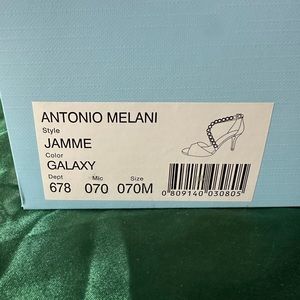 ANTONIO MELANI
Style
JAMME
Color
GALAXY
Dept Mic Size
678 070 070M
0 809140 030805